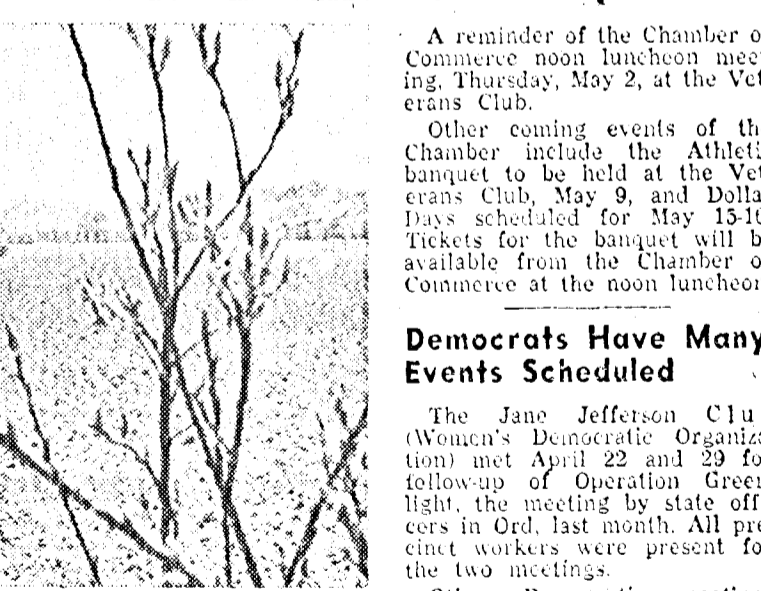 A reminder of the Chamber o
Commerce noon luncheon mee
ing, Thursday, May 2, at the Vet
erans Club.
Other coming events of th
Chamber include the Athleti
banquet to be held at the Vet
erans Club, May 9, and Dolla
Days scheduled for May 15-16
Tickets for the banquet will b
available from the Chamber o
Commerce at the noon luncheon
Democrats Have Many
Events Scheduled
The Jane Jefferson Clu
(Women's Democratic Organiza
tion) met April 22 and 29 fo
follow-up of Operation Green
light, the meeting by state offi
cers in Ord, last month. All pre
cinct workers were present fo
the two meetings.